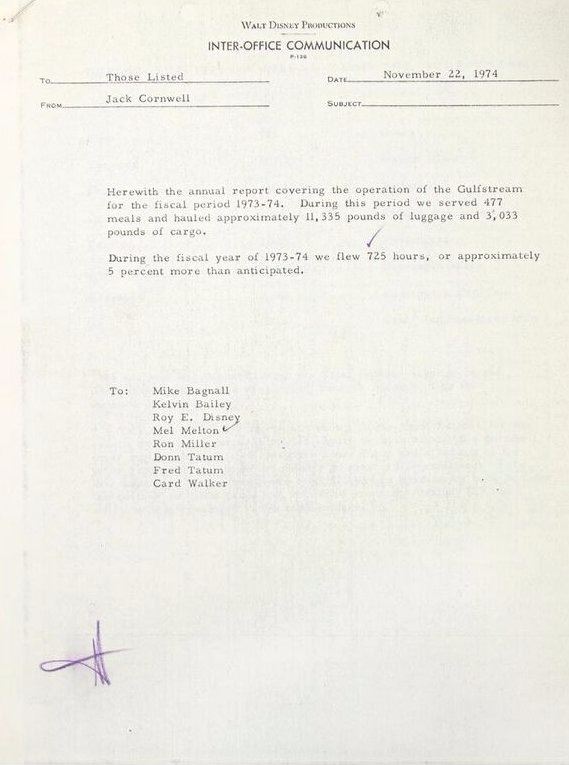 WALT DISNEY PRODUCTIONS
INTER-OFFICE COMMUNICATION
P-136
TO Those Listed DATE November 22, 1974
FROM Jack Cornwell SUBJECT
Herewith the annual report covering the operation of the Gulfstream
for the fiscal period 1973-74. During this period we served 477
meals and hauled approximately 11,335 pounds of luggage and 3,033
pounds of cargo.
During the fiscal year of 1973-74 we flew 725 hours, or approximately
5 percent more than anticipated.
To: Mike Bagnall
Kelvin Bailey
Roy E. Disney
Mel Melton
Ron Miller
Donn Tatum
Fred Tatum
Card Walker